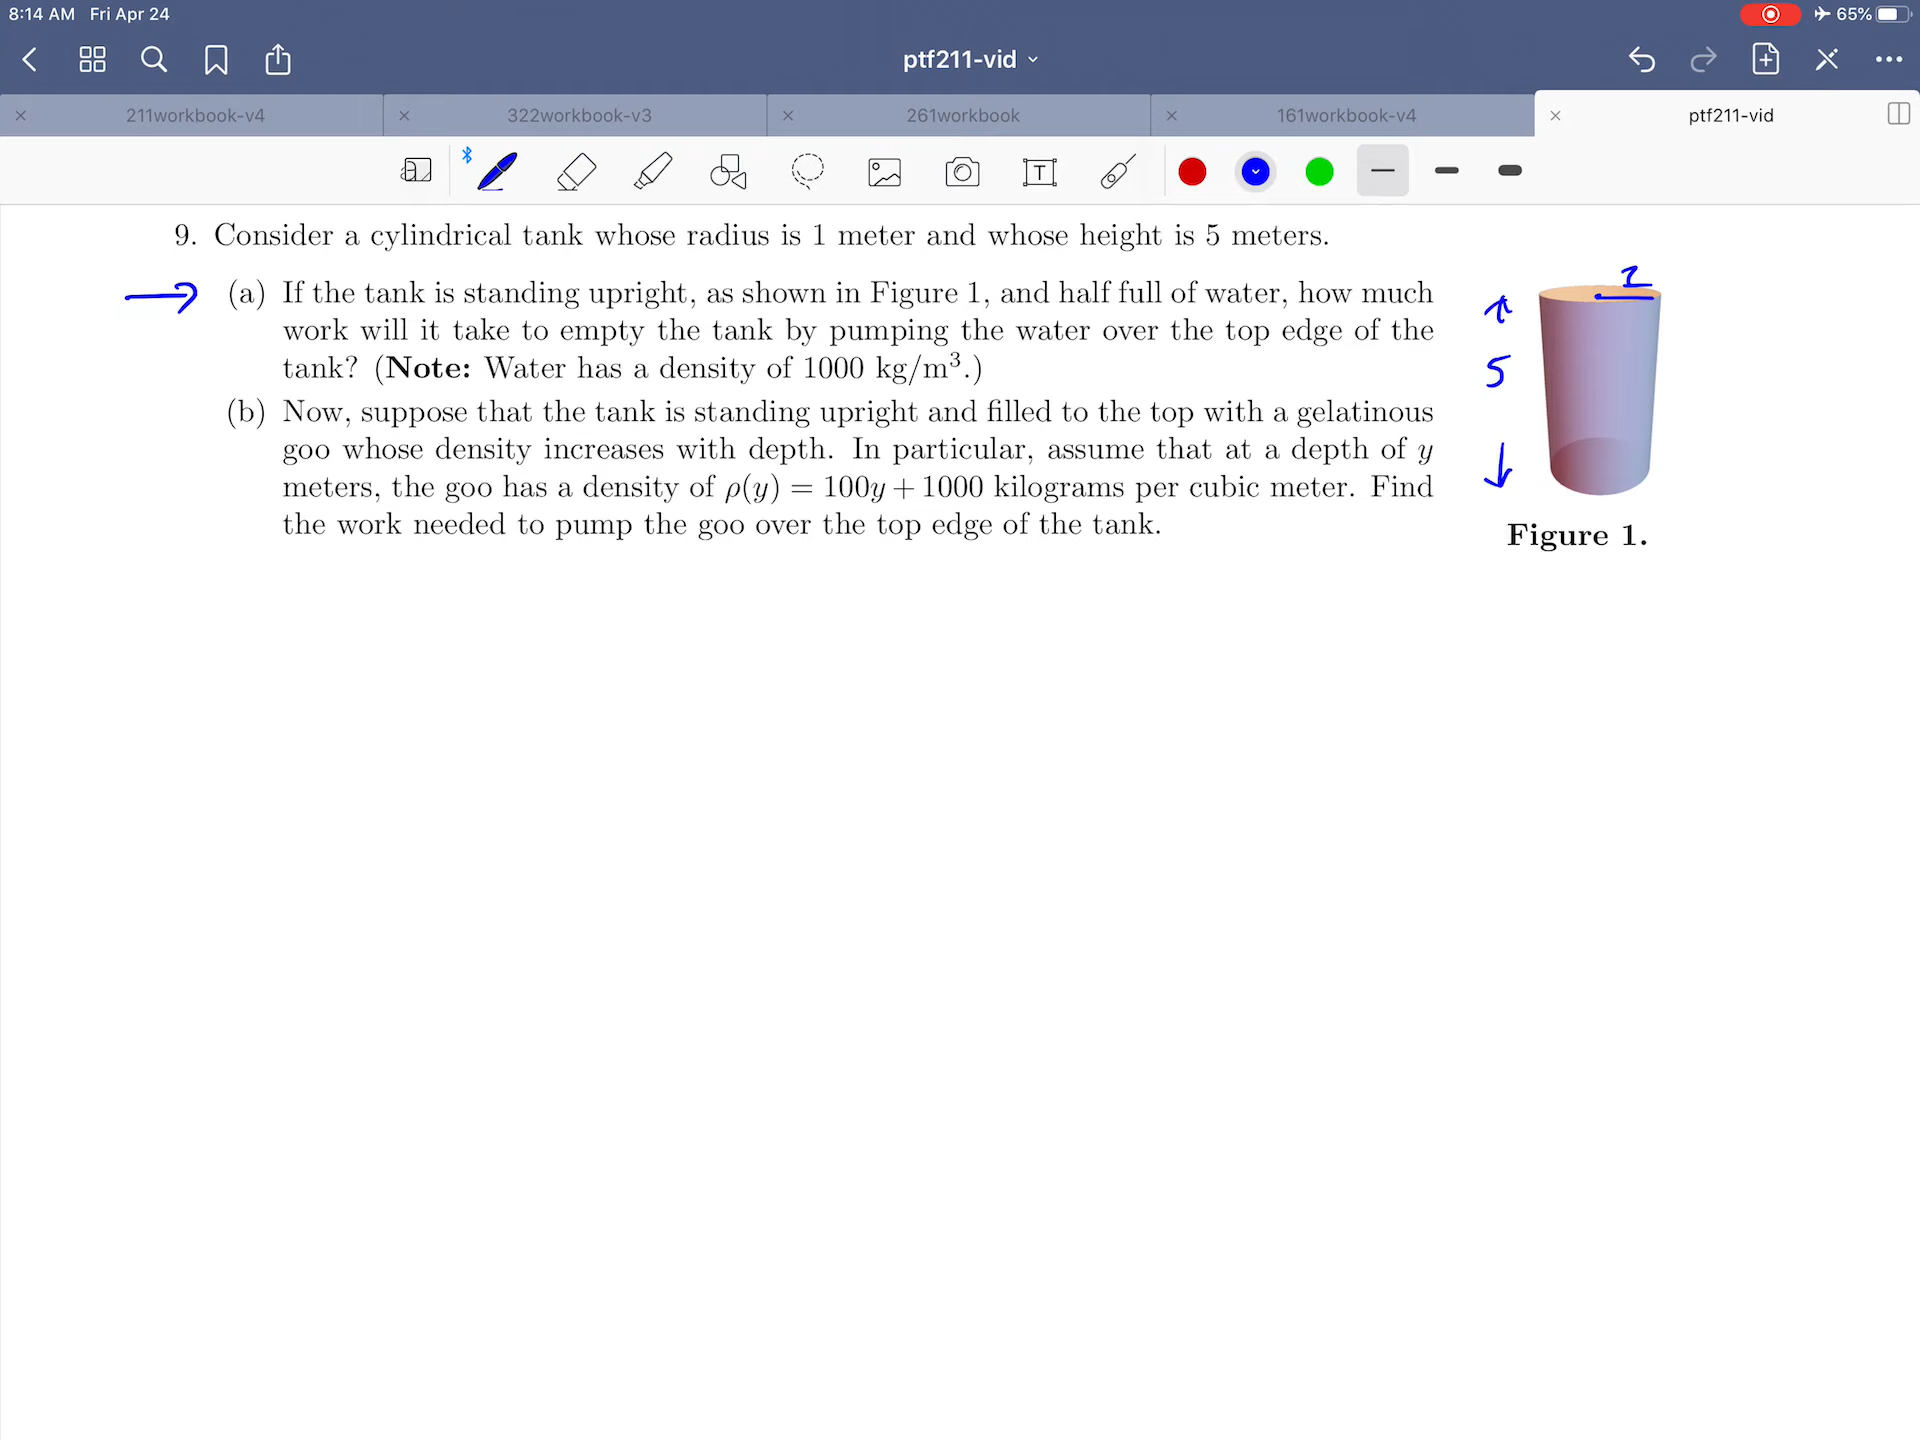 8:14 AM Fri Apr 24
65%
ptf211-vid
211workbook-v4
322workbook-v3
261workbook
161workbook-v4
ptf211-vid
9. Consider a cylindrical tank whose radius is 1 meter and whose height is 5 meters.
(a) If the tank is standing upright, as shown in Figure 1, and half full of water, how much
work will it take to empty the tank by pumping the water over the top edge of the
tank? (Note: Water has a density of 1000 kg/m³.)
(b) Now, suppose that the tank is standing upright and filled to the top with a gelatinous
goo whose density increases with depth. In particular, assume that at a depth of y
meters, the goo has a density of ρ(y) = 100y + 1000 kilograms per cubic meter. Find
the work needed to pump the goo over the top edge of the tank.
1
5
Figure 1.